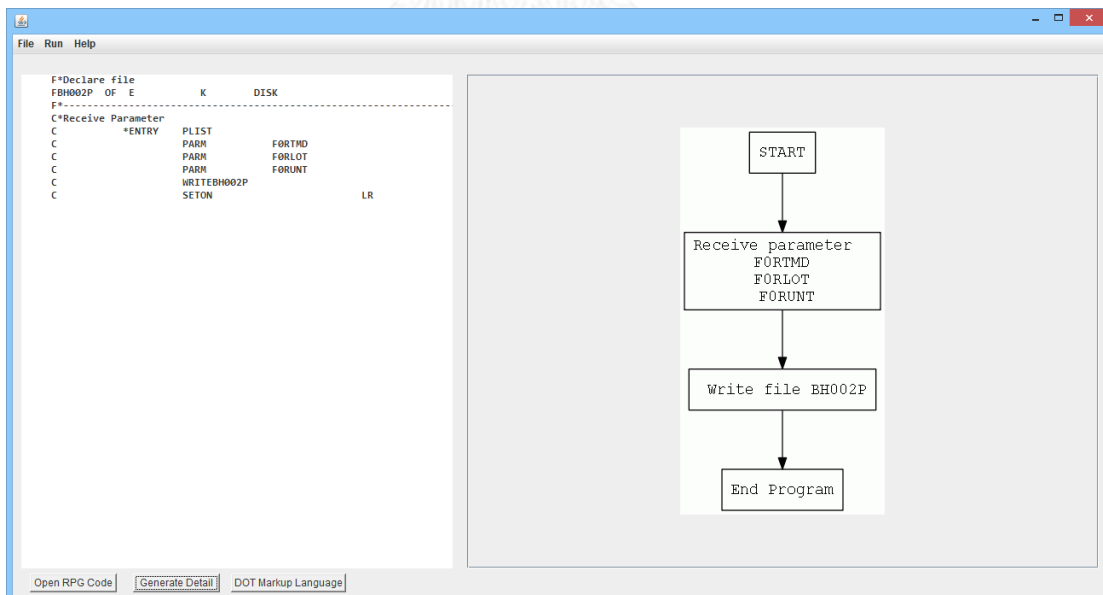 File Run Help
F*Declare file
FBH002P OF E K DISK
F*----------------------------------------------------------------
C*Receive Parameter
C *ENTRY PLIST
C PARM F0RTMD
C PARM F0RLOT
C PARM F0RUNT
C WRITEBH002P
C SETON LR
START
Receive parameter
F0RTMD
F0RLOT
F0RUNT
Write file BH002P
End Program
Open RPG Code Generate Detail DOT Markup Language